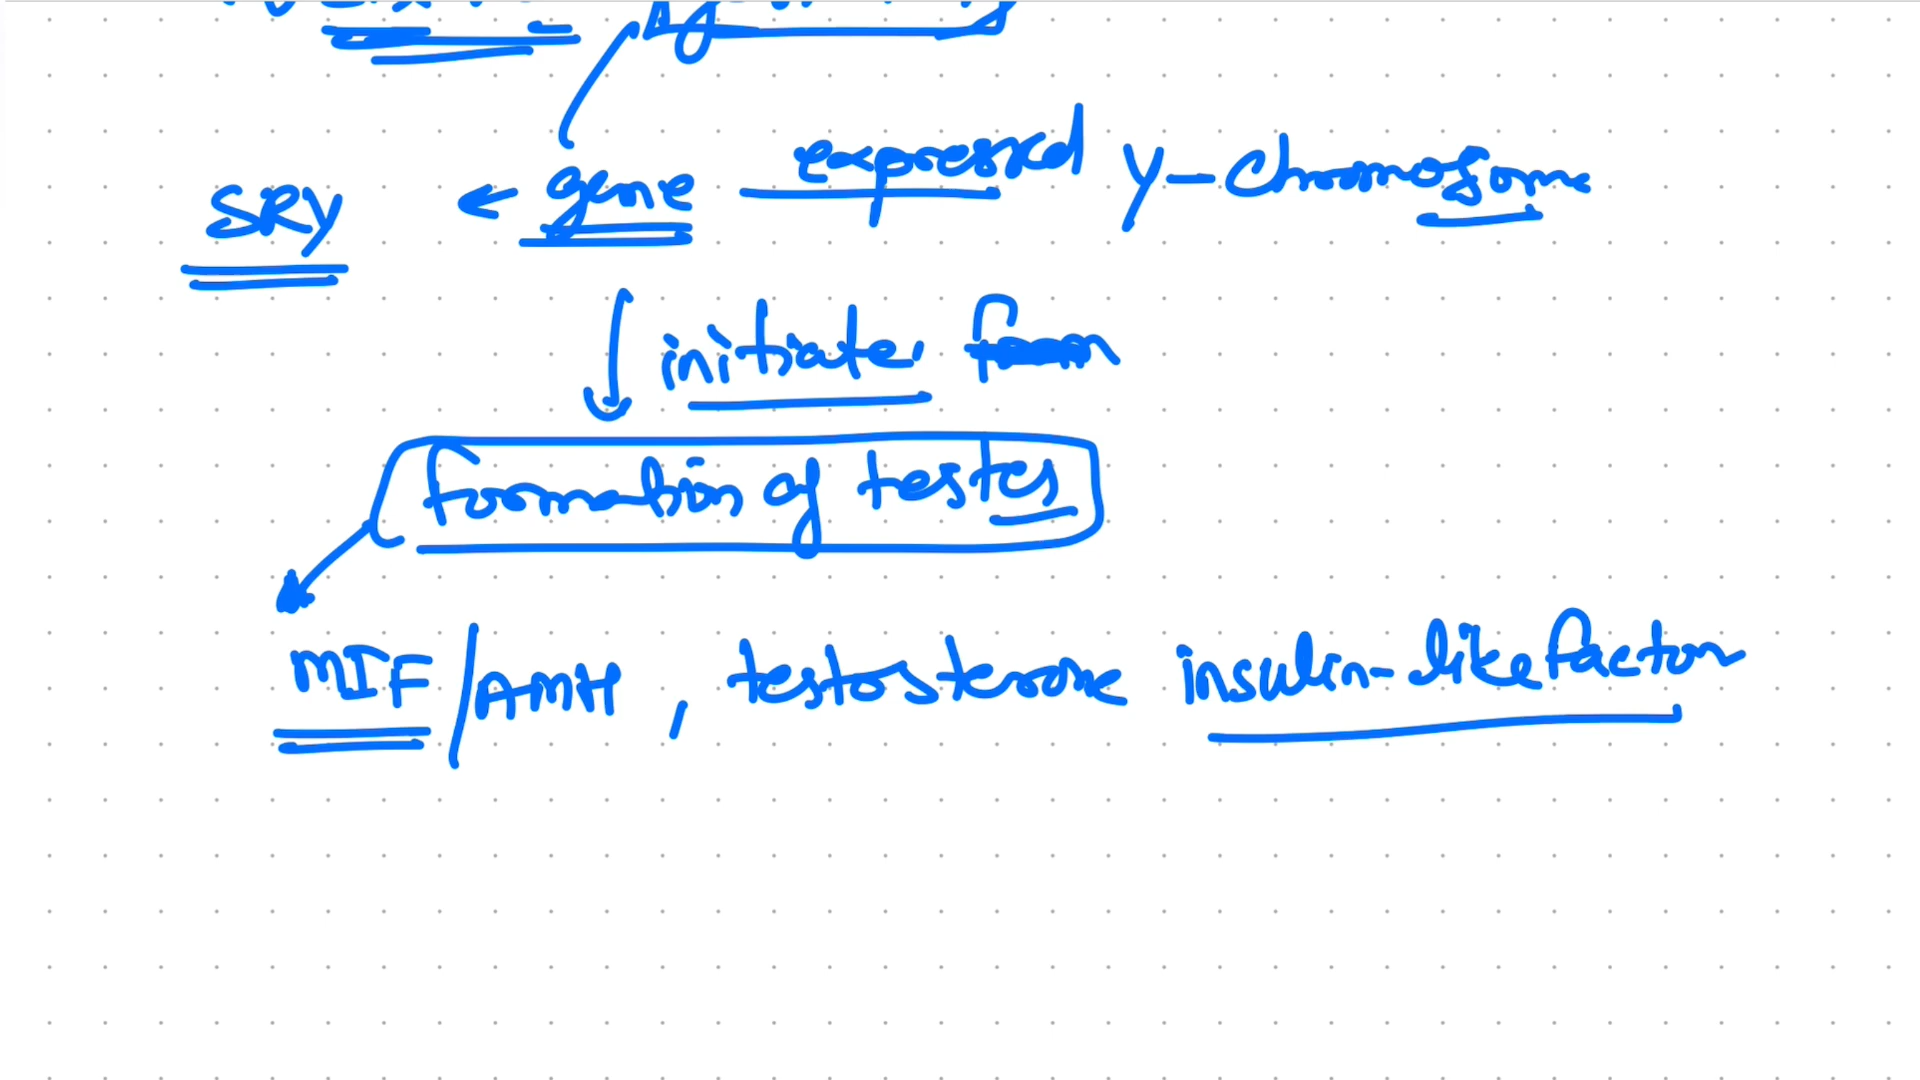 SRY ← gene expressed Y-chromosome
↓ initiate
formation of testes
MIF/AMH, testosterone insulin-like factor